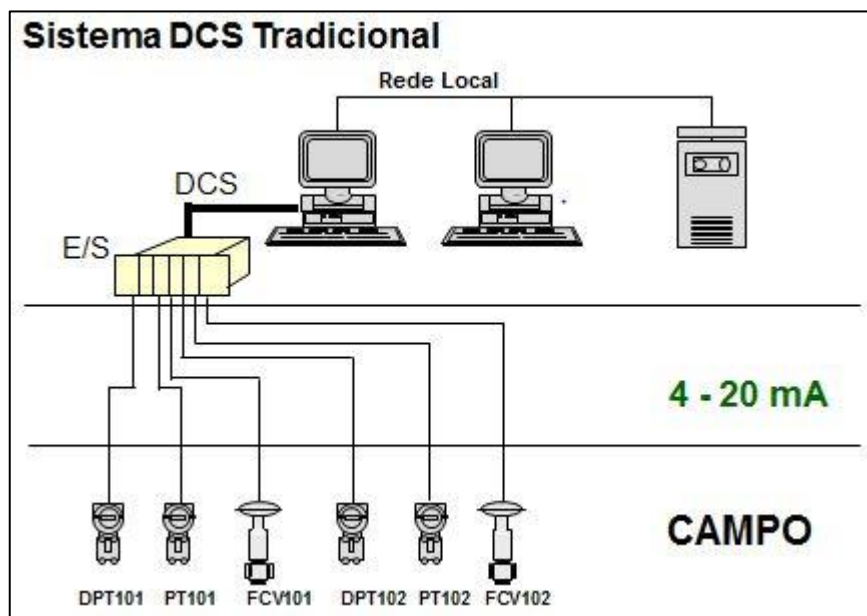 Sistema DCS Tradicional
Rede Local
DCS
E/S
4 - 20 mA
CAMPO
DPT101 PT101 FCV101 DPT102 PT102 FCV102